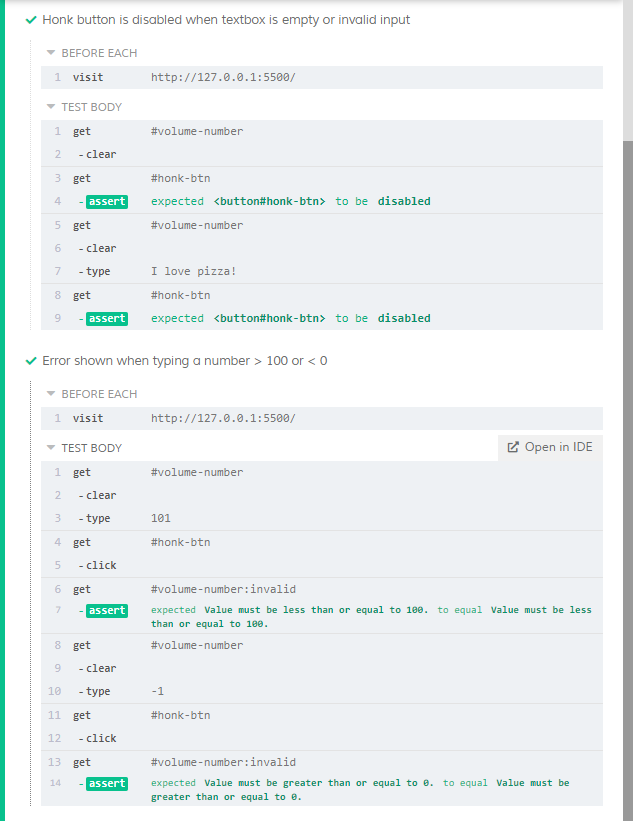 Honk button is disabled when textbox is empty or invalid input
BEFORE EACH
1 visit http://127.0.0.1:5500/
TEST BODY
1 get #volume-number
2 -clear
3 get #honk-btn
4 -assert expected <button#honk-btn> to be disabled
5 get #volume-number
6 -clear
7 -type I love pizza!
8 get #honk-btn
9 -assert expected <button#honk-btn> to be disabled
Error shown when typing a number > 100 or < 0
BEFORE EACH
1 visit http://127.0.0.1:5500/
TEST BODY Open in IDE
1 get #volume-number
2 -clear
3 -type 101
4 get #honk-btn
5 -click
6 get #volume-number:invalid
7 -assert expected Value must be less than or equal to 100. to equal Value must be less
than or equal to 100.
8 get #volume-number
9 -clear
10 -type -1
11 get #honk-btn
12 -click
13 get #volume-number:invalid
14 -assert expected Value must be greater than or equal to 0. to equal Value must be
greater than or equal to 0.